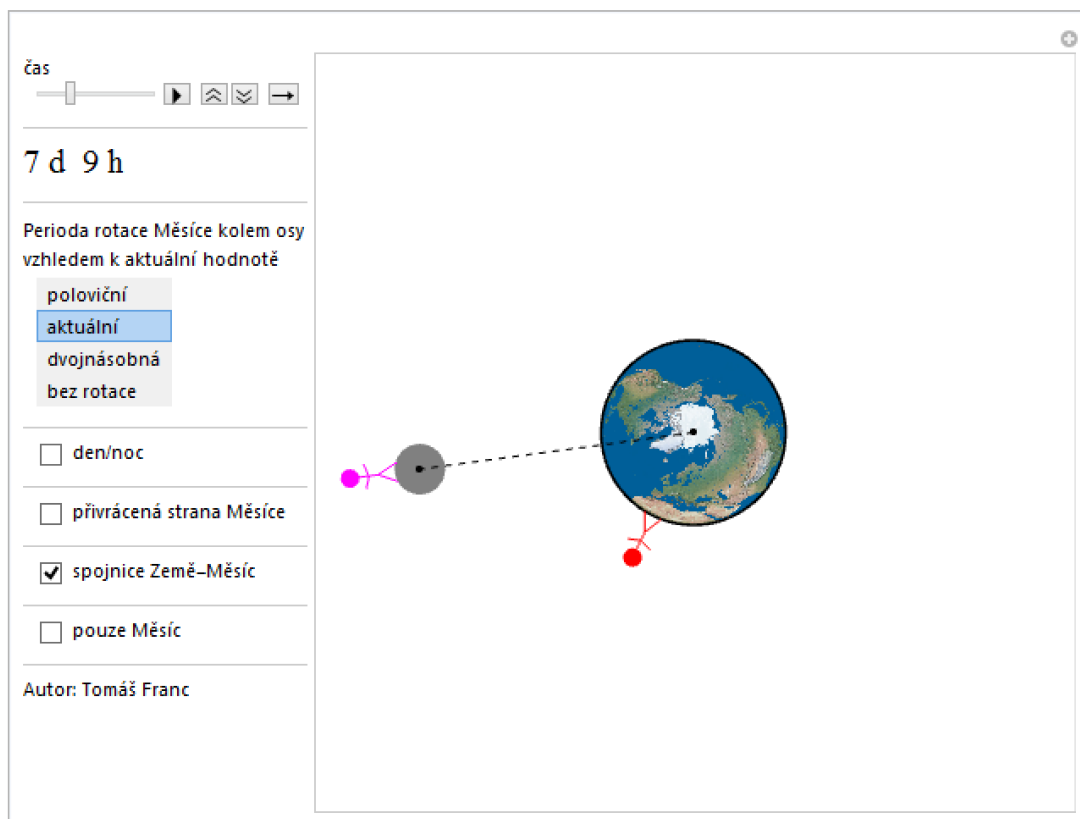 čas
7 d 9 h
Perioda rotace Měsíce kolem osy
vzhledem k aktuální hodnotě
poloviční
aktuální
dvojnásobná
bez rotace
den/noc
přivrácená strana Měsíce
spojnice Země–Měsíc
pouze Měsíc
Autor: Tomáš Franc